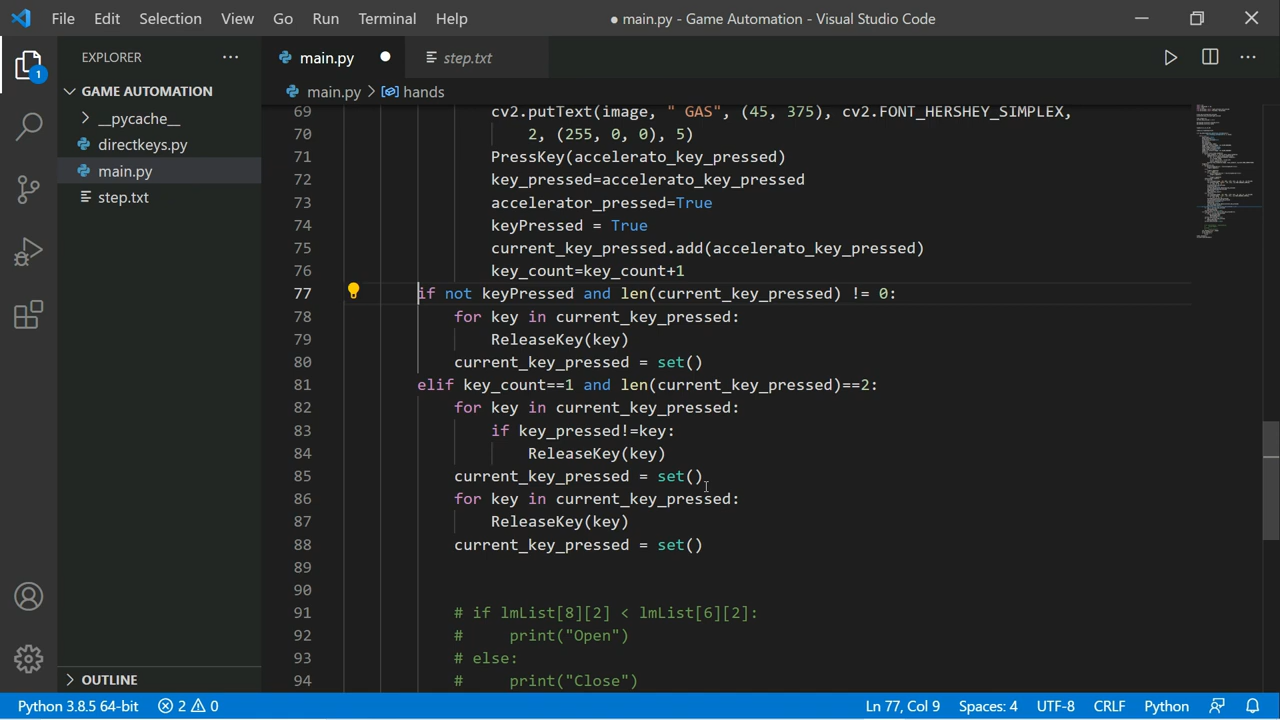 File Edit Selection View Go Run Terminal Help ● main.py - Game Automation - Visual Studio Code
EXPLORER
main.py
step.txt
1
GAME AUTOMATION
main.py > hands
__pycache__
directkeys.py
main.py
step.txt
69 cv2.putText(image, " GAS", (45, 375), cv2.FONT_HERSHEY_SIMPLEX,
70 2, (255, 0, 0), 5)
71 PressKey(accelerato_key_pressed)
72 key_pressed=accelerato_key_pressed
73 accelerator_pressed=True
74 keyPressed = True
75 current_key_pressed.add(accelerato_key_pressed)
76 key_count=key_count+1
77 if not keyPressed and len(current_key_pressed) != 0:
78 for key in current_key_pressed:
79 ReleaseKey(key)
80 current_key_pressed = set()
81 elif key_count==1 and len(current_key_pressed)==2:
82 for key in current_key_pressed:
83 if key_pressed!=key:
84 ReleaseKey(key)
85 current_key_pressed = set()
86 for key in current_key_pressed:
87 ReleaseKey(key)
88 current_key_pressed = set()
89
90
91 # if lmList[8][2] < lmList[6][2]:
92 #     print("Open")
93 # else:
94 #     print("Close")
OUTLINE
Python 3.8.5 64-bit 2 0 Ln 77, Col 9 Spaces: 4 UTF-8 CRLF Python